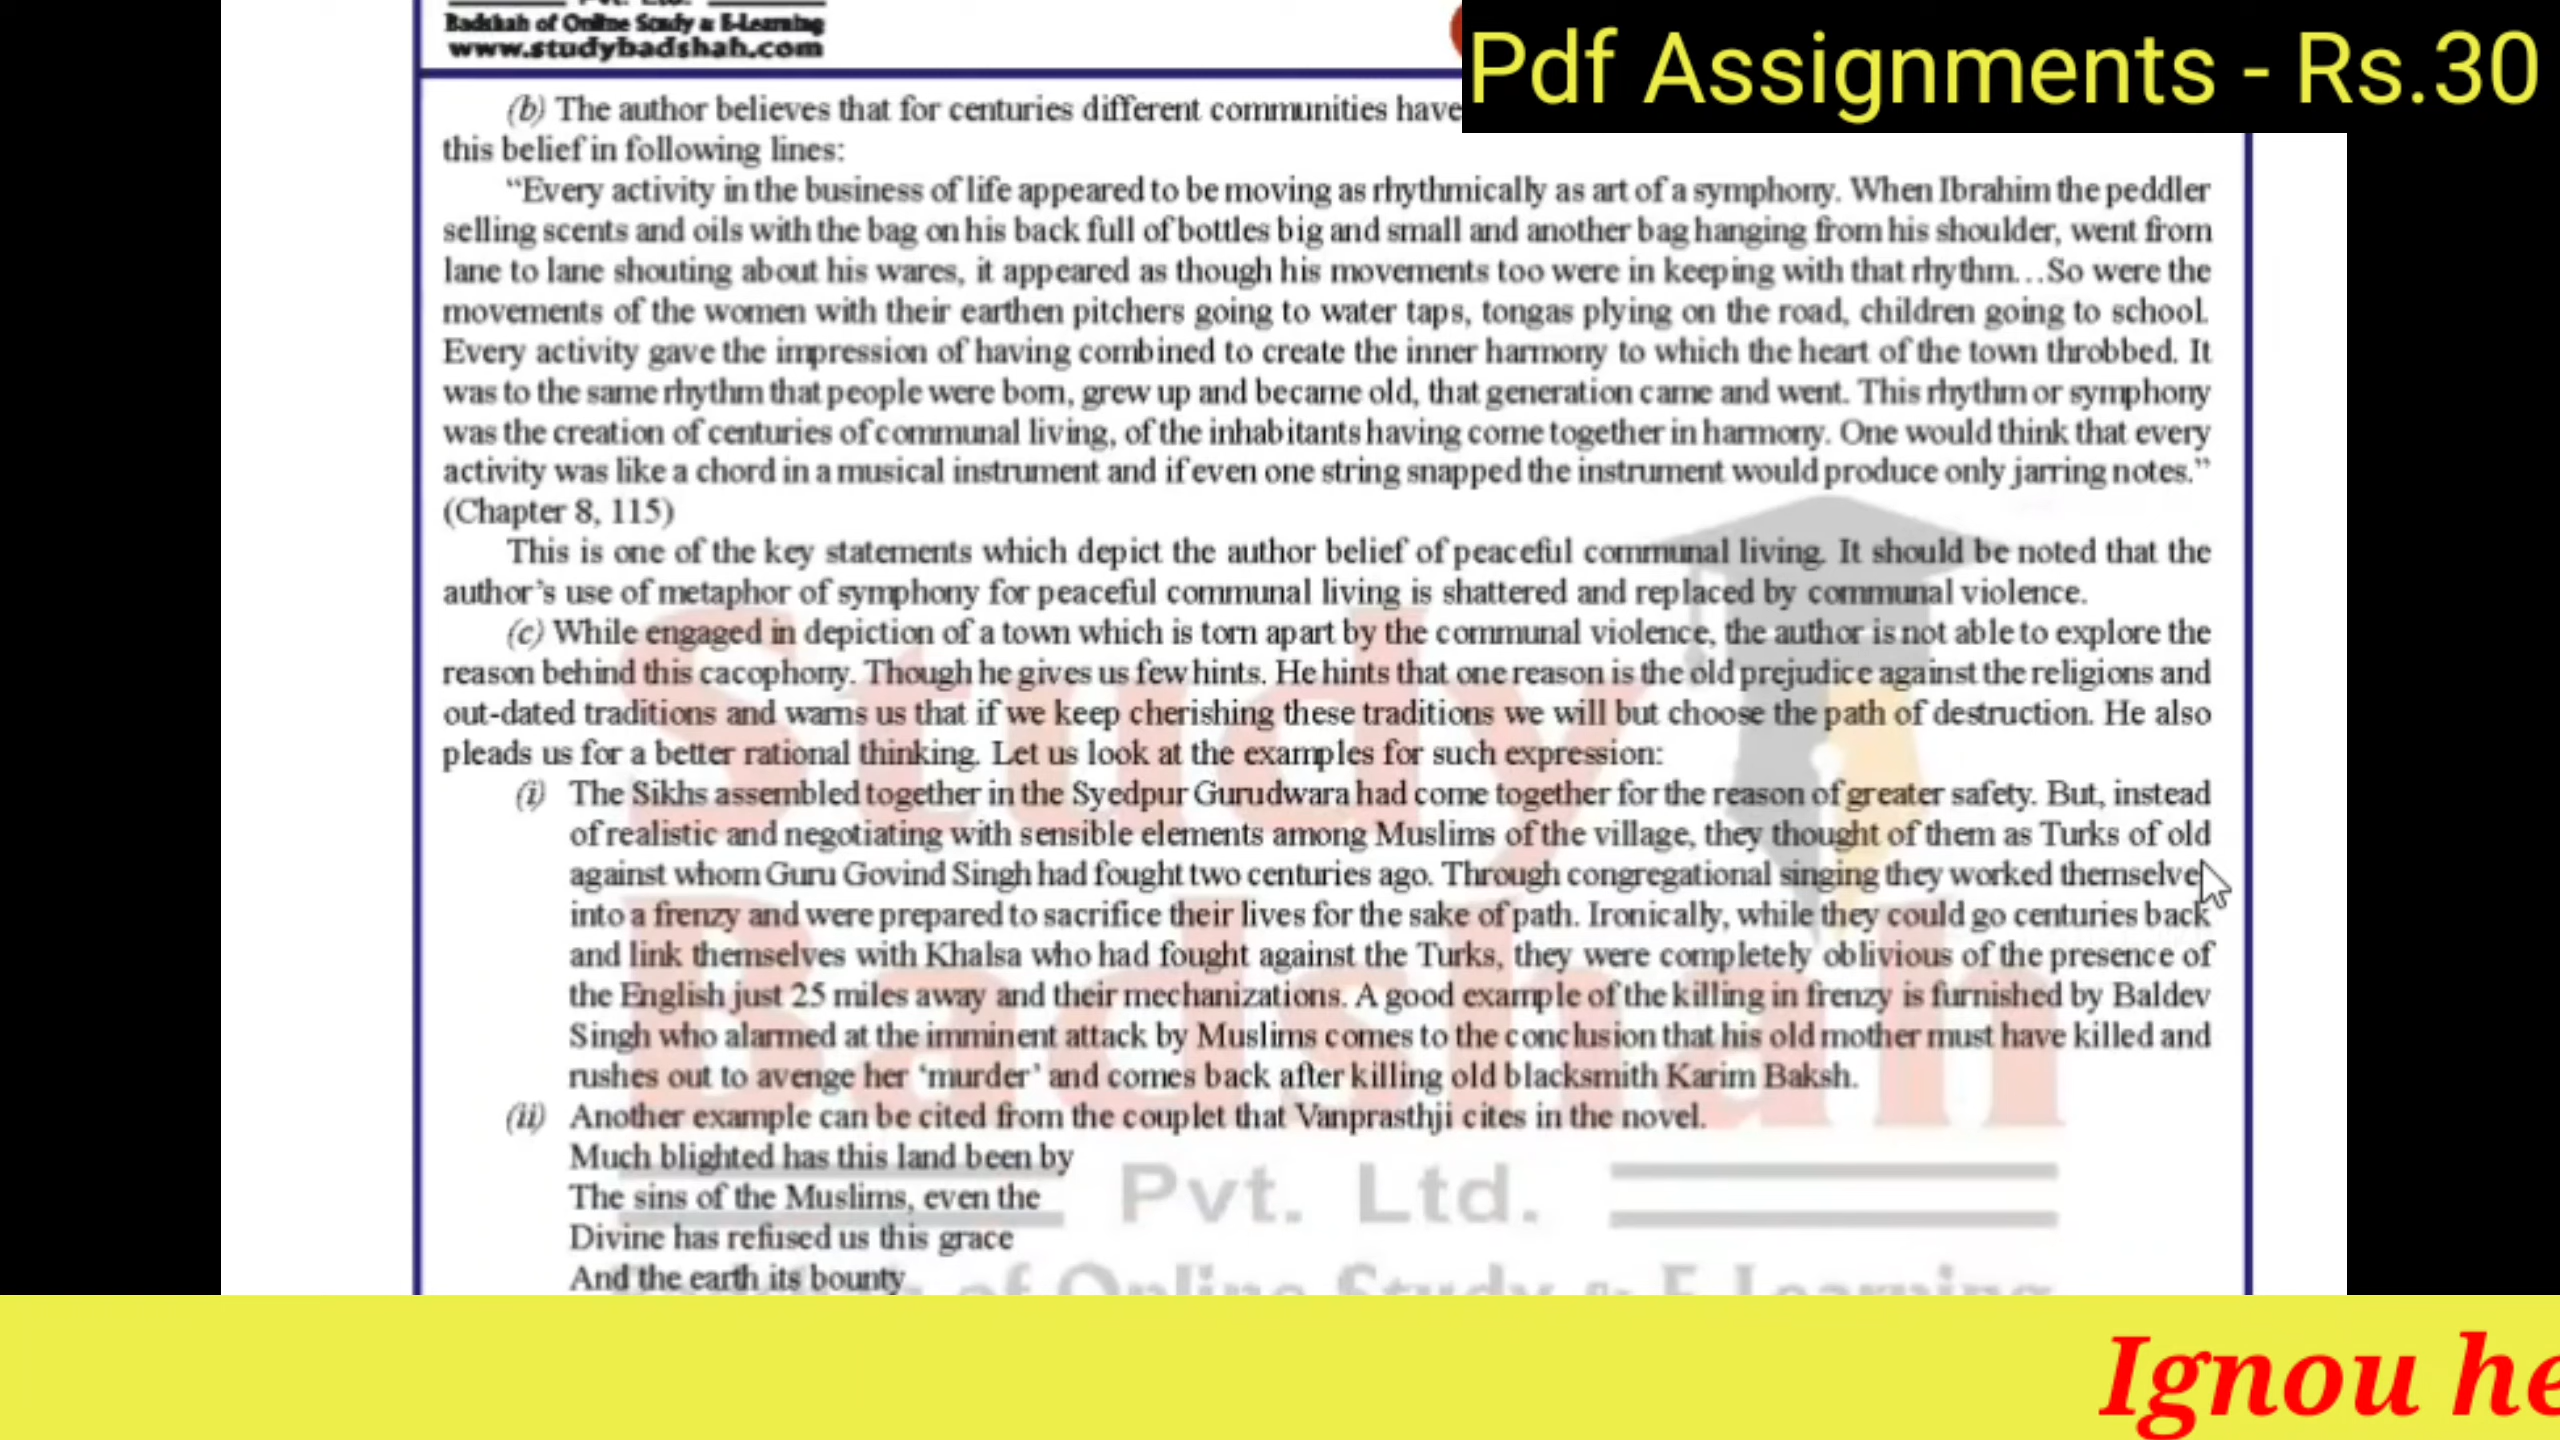 Badshah of Online Study & E-Learning
www.studybadshah.com
Pdf Assignments - Rs.30
(b) The author believes that for centuries different communities have
this belief in following lines:
“Every activity in the business of life appeared to be moving as rhythmically as art of a symphony. When Ibrahim the peddler
selling scents and oils with the bag on his back full of bottles big and small and another bag hanging from his shoulder, went from
lane to lane shouting about his wares, it appeared as though his movements too were in keeping with that rhythm…So were the
movements of the women with their earthen pitchers going to water taps, tongas plying on the road, children going to school.
Every activity gave the impression of having combined to create the inner harmony to which the heart of the town throbbed. It
was to the same rhythm that people were born, grew up and became old, that generation came and went. This rhythm or symphony
was the creation of centuries of communal living, of the inhabitants having come together in harmony. One would think that every
activity was like a chord in a musical instrument and if even one string snapped the instrument would produce only jarring notes.”
(Chapter 8, 115)
This is one of the key statements which depict the author belief of peaceful communal living. It should be noted that the
author’s use of metaphor of symphony for peaceful communal living is shattered and replaced by communal violence.
(c) While engaged in depiction of a town which is torn apart by the communal violence, the author is not able to explore the
reason behind this cacophony. Though he gives us few hints. He hints that one reason is the old prejudice against the religions and
out-dated traditions and warns us that if we keep cherishing these traditions we will but choose the path of destruction. He also
pleads us for a better rational thinking. Let us look at the examples for such expression:
(i) The Sikhs assembled together in the Syedpur Gurudwara had come together for the reason of greater safety. But, instead
of realistic and negotiating with sensible elements among Muslims of the village, they thought of them as Turks of old
against whom Guru Govind Singh had fought two centuries ago. Through congregational singing they worked themselve
into a frenzy and were prepared to sacrifice their lives for the sake of path. Ironically, while they could go centuries back
and link themselves with Khalsa who had fought against the Turks, they were completely oblivious of the presence of
the English just 25 miles away and their mechanizations. A good example of the killing in frenzy is furnished by Baldev
Singh who alarmed at the imminent attack by Muslims comes to the conclusion that his old mother must have killed and
rushes out to avenge her ‘murder’ and comes back after killing old blacksmith Karim Baksh.
(ii) Another example can be cited from the couplet that Vanprasthji cites in the novel.
Much blighted has this land been by
The sins of the Muslims, even the
Divine has refused us this grace
And the earth its bounty
Study
Badshah
Pvt. Ltd.
of Online Study & E-Learning
Ignou he